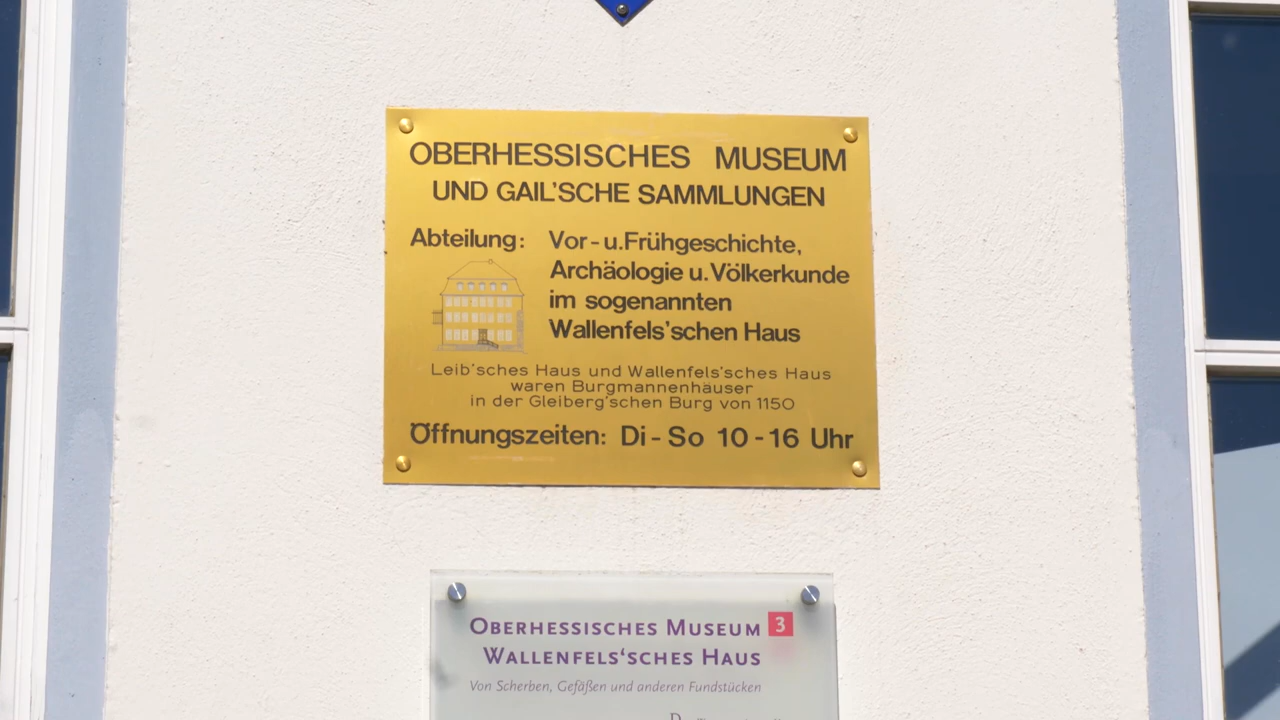 OBERHESSISCHES MUSEUM
UND GAIL'SCHE SAMMLUNGEN
Abteilung: Vor-u.Frühgeschichte,
Archäologie u. Völkerkunde
im sogenannten
Wallenfels'schen Haus
Leib'sches Haus und Wallenfels'sches Haus
waren Burgmannenhäuser
in der Gleiberg'schen Burg von 1150
Öffnungszeiten: Di-So 10-16 Uhr
OBERHESSISCHES MUSEUM 3
WALLENFELS‘SCHES HAUS
Von Scherben, Gefäßen und anderen Fundstücken